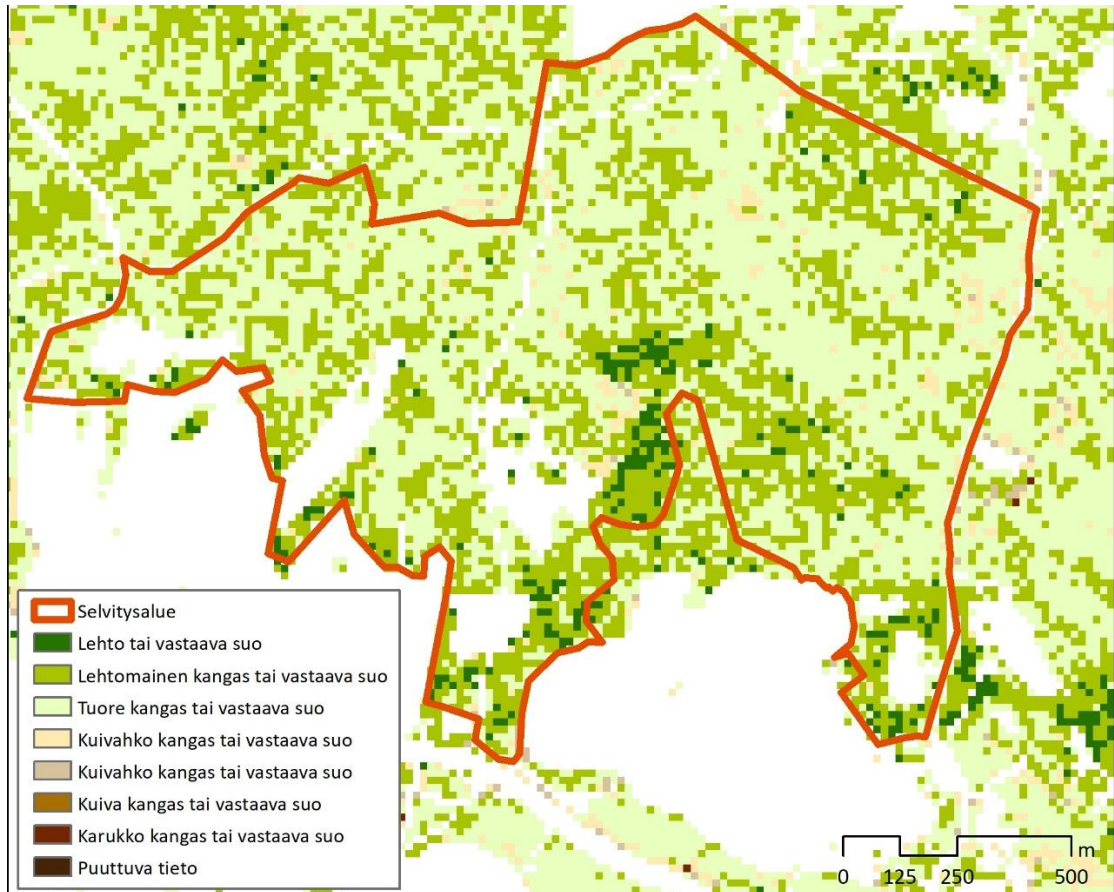 Selvitysalue
Lehto tai vastaava suo
Lehtomainen kangas tai vastaava suo
Tuore kangas tai vastaava suo
Kuivahko kangas tai vastaava suo
Kuivahko kangas tai vastaava suo
Kuiva kangas tai vastaava suo
Karukko kangas tai vastaava suo
Puuttuva tieto
m
0 125 250 500